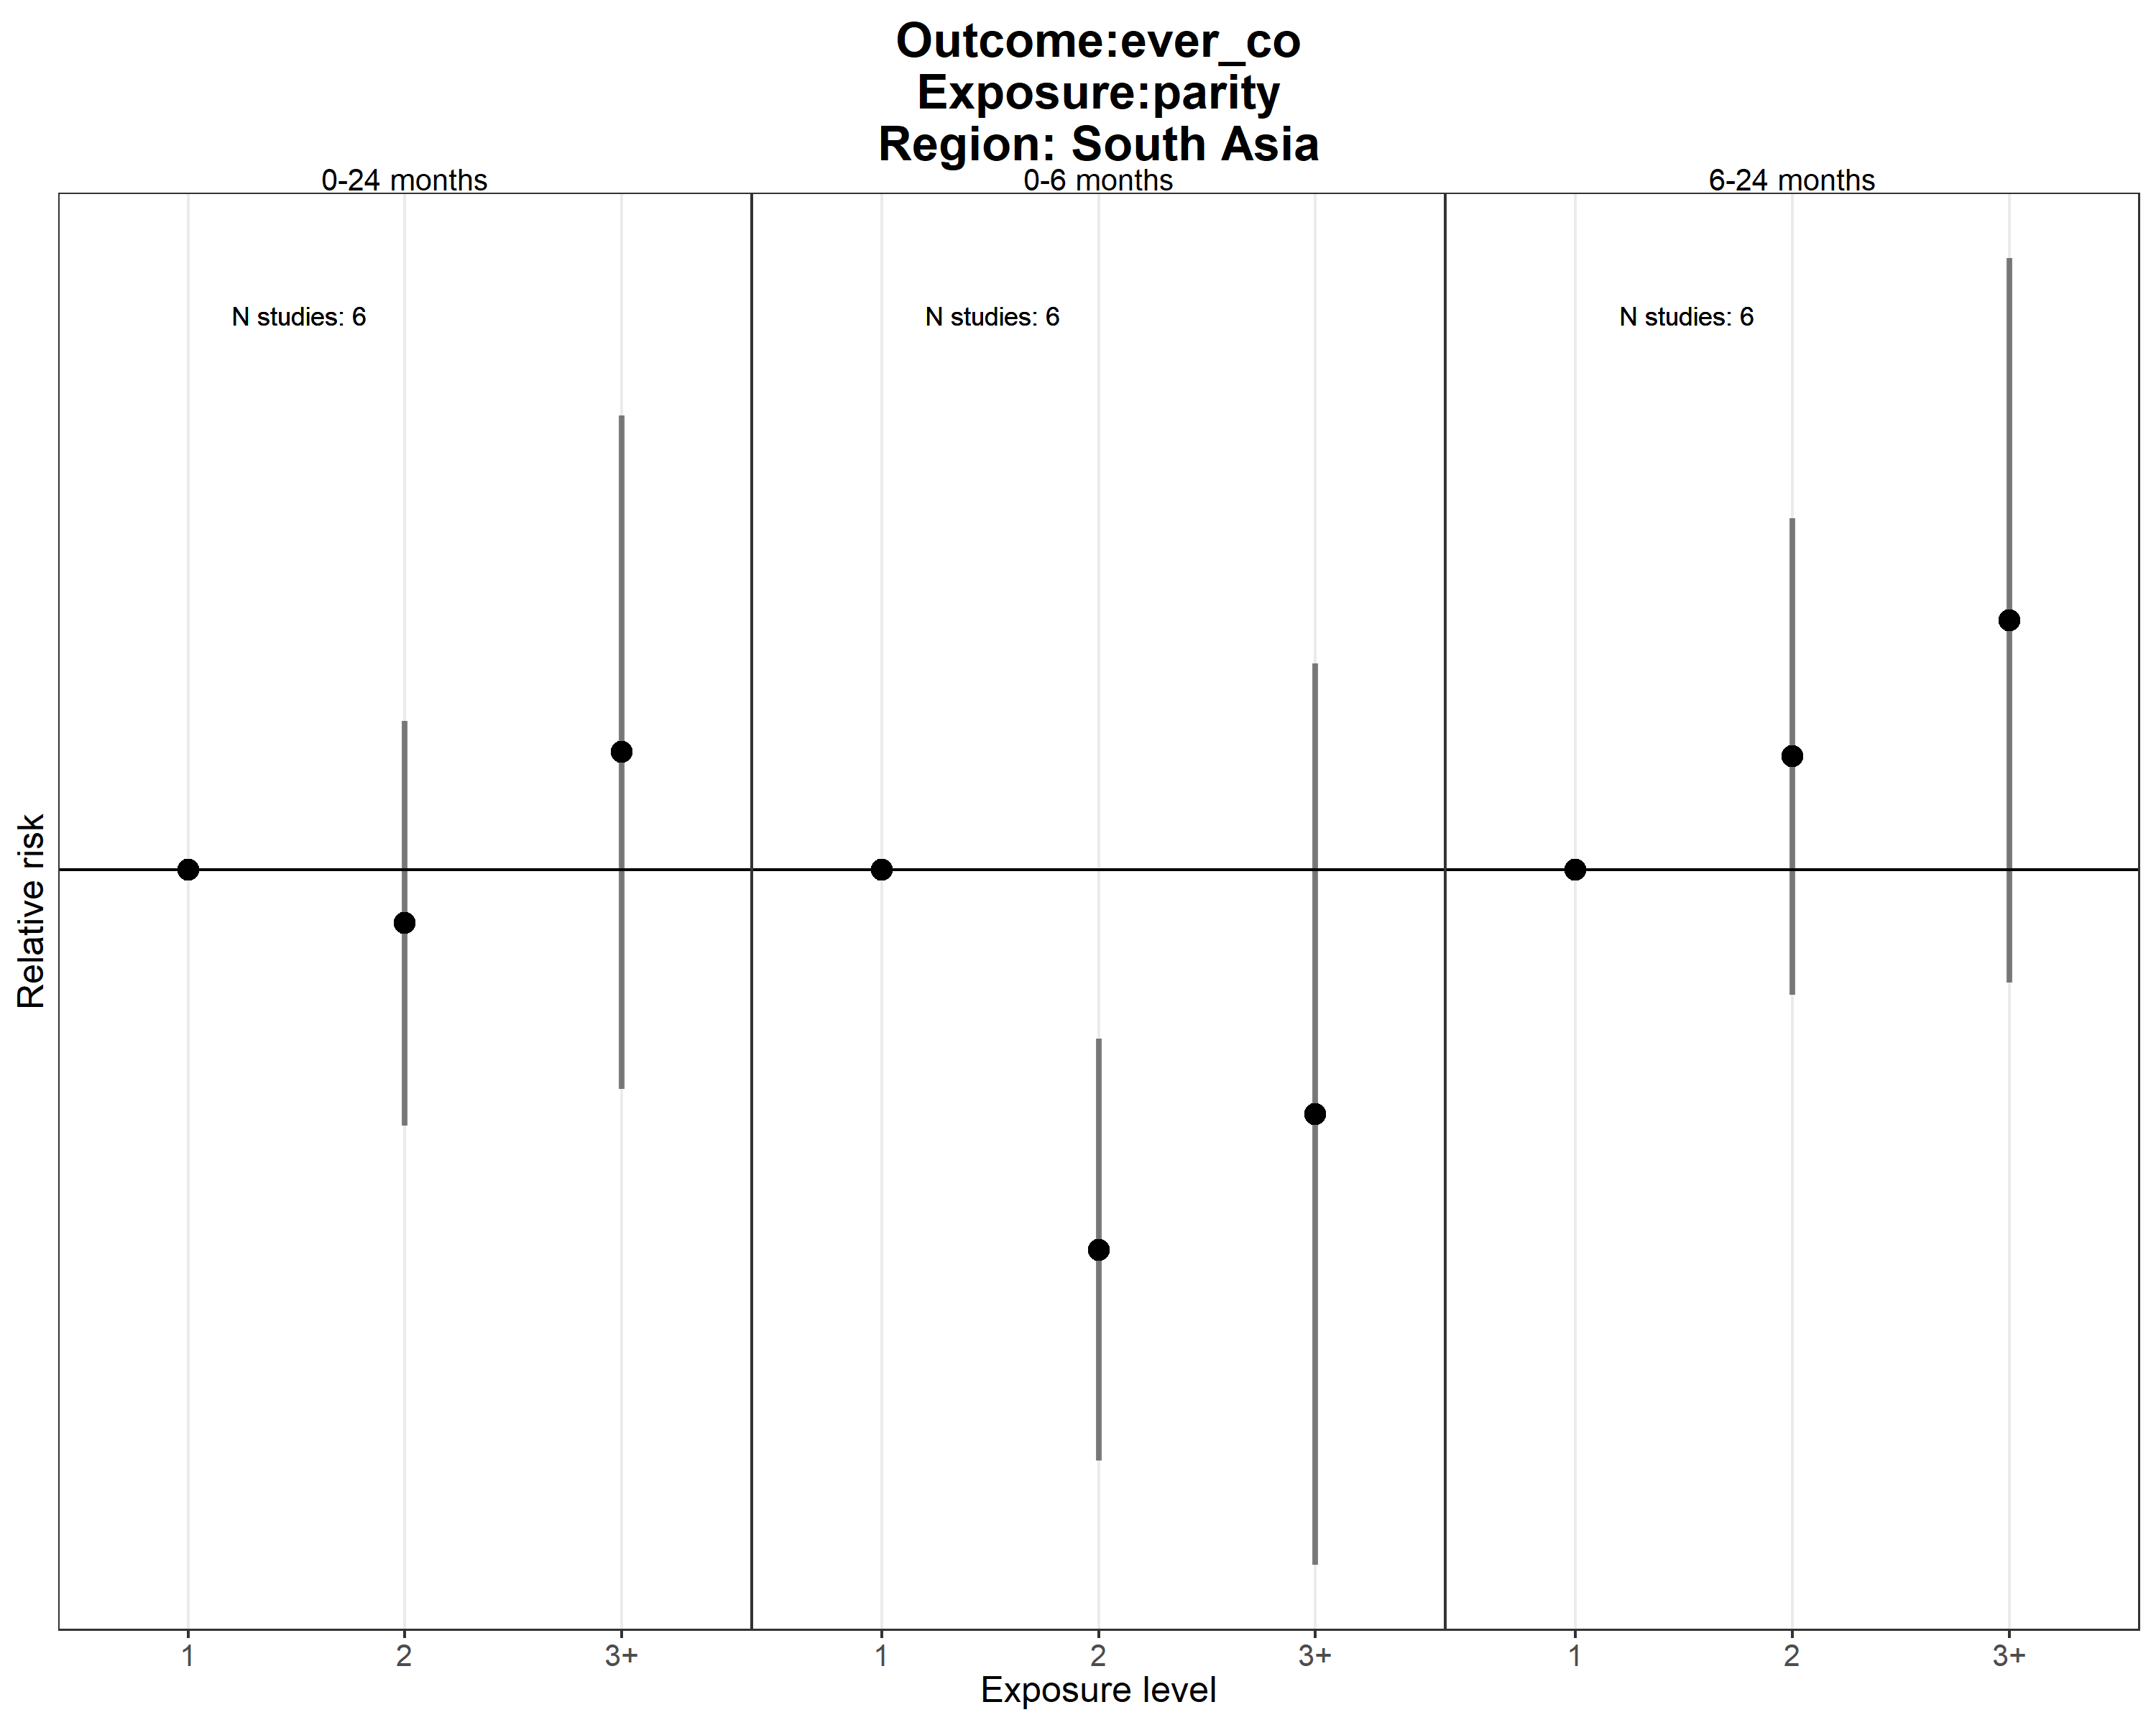 Outcome:ever_co
Exposure:parity
Region: South Asia
0-24 months
0-6 months
6-24 months
N studies: 6
N studies: 6
N studies: 6
Relative risk
1
2
3+
1
2
3+
1
2
3+
Exposure level